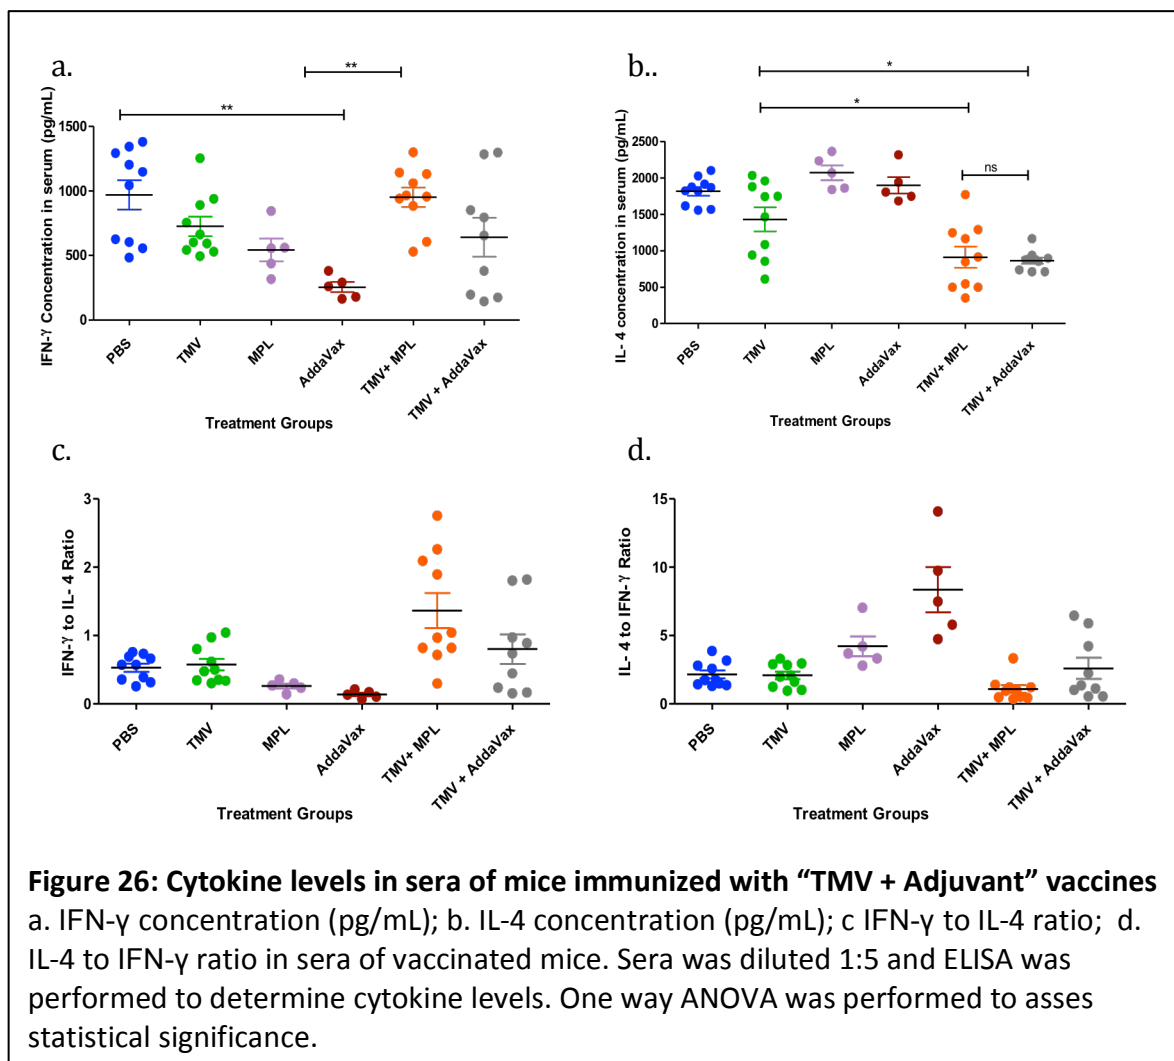 a.
**
**
IFN-γ Concentration in serum (pg/mL)
1500
1000
500
0
PBS
TMV
MPL
AddaVax
TMV+ MPL
TMV + AddaVax
Treatment Groups
b..
*
*
ns
IL- 4 concentration in serum (pg/mL)
2500
2000
1500
1000
500
0
PBS
TMV
MPL
AddaVax
TMV+ MPL
TMV + AddaVax
Treatment Groups
c.
IFN-γ to IL- 4 Ratio
3
2
1
0
PBS
TMV
MPL
AddaVax
TMV+ MPL
TMV + AddaVax
Treatment Groups
d.
IL- 4 to IFN-γ Ratio
15
10
5
0
PBS
TMV
MPL
AddaVax
TMV+ MPL
TMV + AddaVax
Treatment Groups
Figure 26: Cytokine levels in sera of mice immunized with “TMV + Adjuvant” vaccines
a. IFN-γ concentration (pg/mL); b. IL-4 concentration (pg/mL); c IFN-γ to IL-4 ratio; d.
IL-4 to IFN-γ ratio in sera of vaccinated mice. Sera was diluted 1:5 and ELISA was
performed to determine cytokine levels. One way ANOVA was performed to asses
statistical significance.